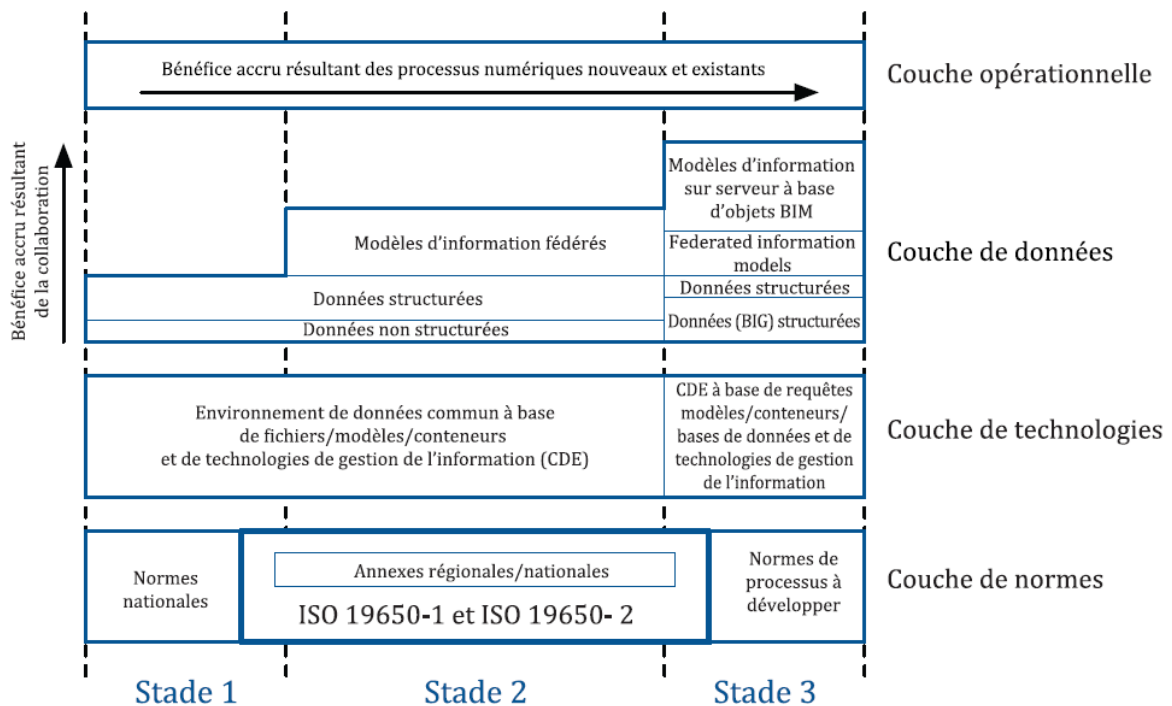 Bénéfice accru résultant des processus numériques nouveaux et existants
Couche opérationnelle
Bénéfice accru résultant
de la collaboration
Modèles d'information
sur serveur à base
d'objets BIM
Modèles d'information fédérés
Federated information
models
Données structurées
Données structurées
Données non structurées
Données (BIG) structurées
Couche de données
Environnement de données commun à base
de fichiers/modèles/conteneurs
et de technologies de gestion de l'information (CDE)
CDE à base de requêtes
modèles/conteneurs/
bases de données et de
technologies de gestion
de l'information
Couche de technologies
Normes
nationales
Annexes régionales/nationales
ISO 19650-1 et ISO 19650- 2
Normes de
processus à
développer
Couche de normes
Stade 1
Stade 2
Stade 3